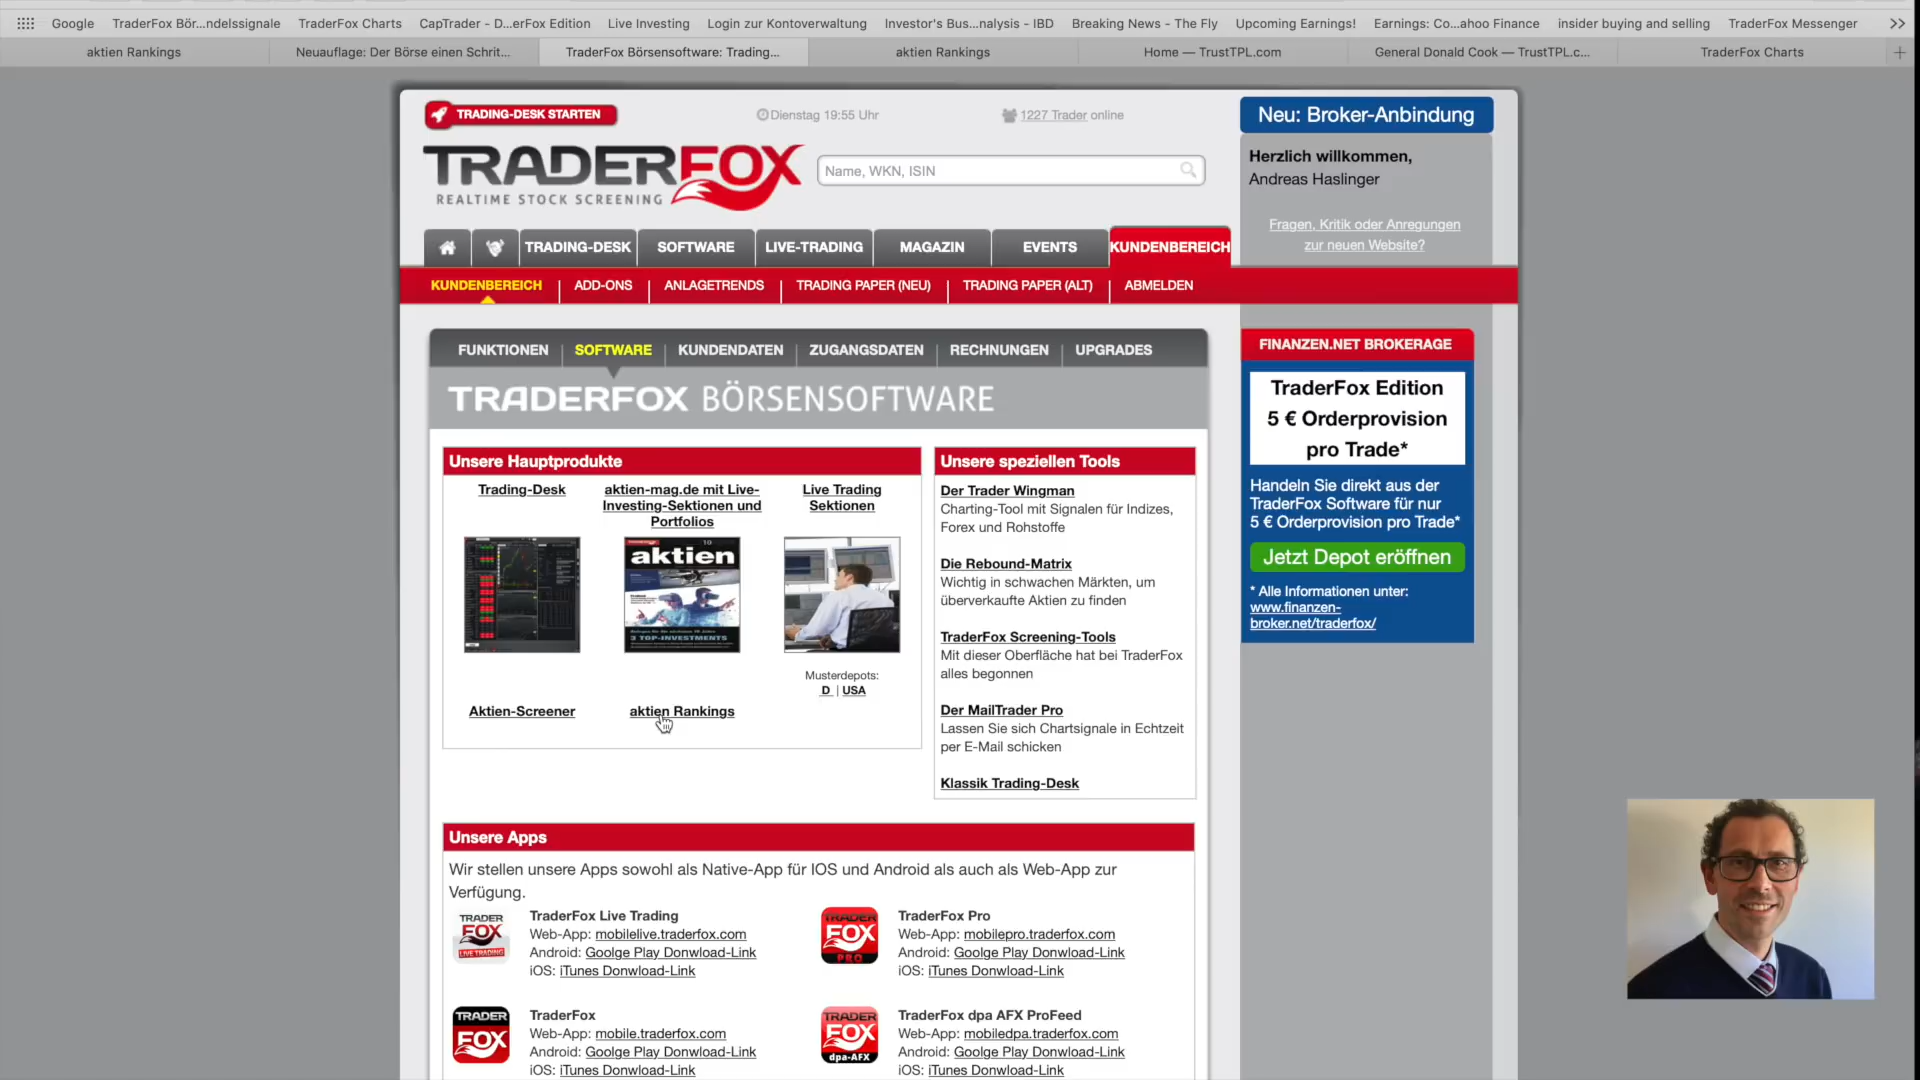 Google TraderFox Bör...ndelssignale TraderFox Charts CapTrader - D...erFox Edition Live Investing Login zur Kontoverwaltung Investor's Bus...nalysis - IBD Breaking News - The Fly Upcoming Earnings! Earnings: Co...ahoo Finance insider buying and selling TraderFox Messenger
aktien Rankings Neuauflage: Der Börse einen Schrit... TraderFox Börsensoftware: Trading... aktien Rankings Home — TrustTPL.com General Donald Cook — TrustTPL.c... TraderFox Charts
TRADING-DESK STARTEN Dienstag 19:55 Uhr 1227 Trader online Neu: Broker-Anbindung
TRADERFOX
REALTIME STOCK SCREENING
Name, WKN, ISIN
Herzlich willkommen,
Andreas Haslinger
Fragen, Kritik oder Anregungen
zur neuen Website?
TRADING-DESK SOFTWARE LIVE-TRADING MAGAZIN EVENTS KUNDENBEREICH
KUNDENBEREICH ADD-ONS ANLAGETRENDS TRADING PAPER (NEU) TRADING PAPER (ALT) ABMELDEN
FUNKTIONEN SOFTWARE KUNDENDATEN ZUGANGSDATEN RECHNUNGEN UPGRADES
TRADERFOX BÖRSENSOFTWARE
Unsere Hauptprodukte
Trading-Desk
aktien-mag.de mit Live-
Investing-Sektionen und
Portfolios
Live Trading
Sektionen
aktien
3 TOP-INVESTMENTS
Musterdepots:
D | USA
Aktien-Screener aktien Rankings
Unsere speziellen Tools
Der Trader Wingman
Charting-Tool mit Signalen für Indizes,
Forex und Rohstoffe
Die Rebound-Matrix
Wichtig in schwachen Märkten, um
überverkaufte Aktien zu finden
TraderFox Screening-Tools
Mit dieser Oberfläche hat bei TraderFox
alles begonnen
Der MailTrader Pro
Lassen Sie sich Chartsignale in Echtzeit
per E-Mail schicken
Klassik Trading-Desk
FINANZEN.NET BROKERAGE
TraderFox Edition
5 € Orderprovision
pro Trade*
Handeln Sie direkt aus der
TraderFox Software für nur
5 € Orderprovision pro Trade*
Jetzt Depot eröffnen
* Alle Informationen unter:
www.finanzen-
broker.net/traderfox/
Unsere Apps
Wir stellen unsere Apps sowohl als Native-App für IOS und Android als auch als Web-App zur
Verfügung.
TRADER
FOX
LIVE TRADING
TraderFox Live Trading
Web-App: mobilelive.traderfox.com
Android: Goolge Play Donwload-Link
iOS: iTunes Donwload-Link
TRADER
FOX
PRO
TraderFox Pro
Web-App: mobilepro.traderfox.com
Android: Goolge Play Donwload-Link
iOS: iTunes Donwload-Link
TRADER
FOX
TraderFox
Web-App: mobile.traderfox.com
Android: Goolge Play Donwload-Link
iOS: iTunes Donwload-Link
TRADER
FOX
dpa-AFX
TraderFox dpa AFX ProFeed
Web-App: mobiledpa.traderfox.com
Android: Goolge Play Donwload-Link
iOS: iTunes Donwload-Link